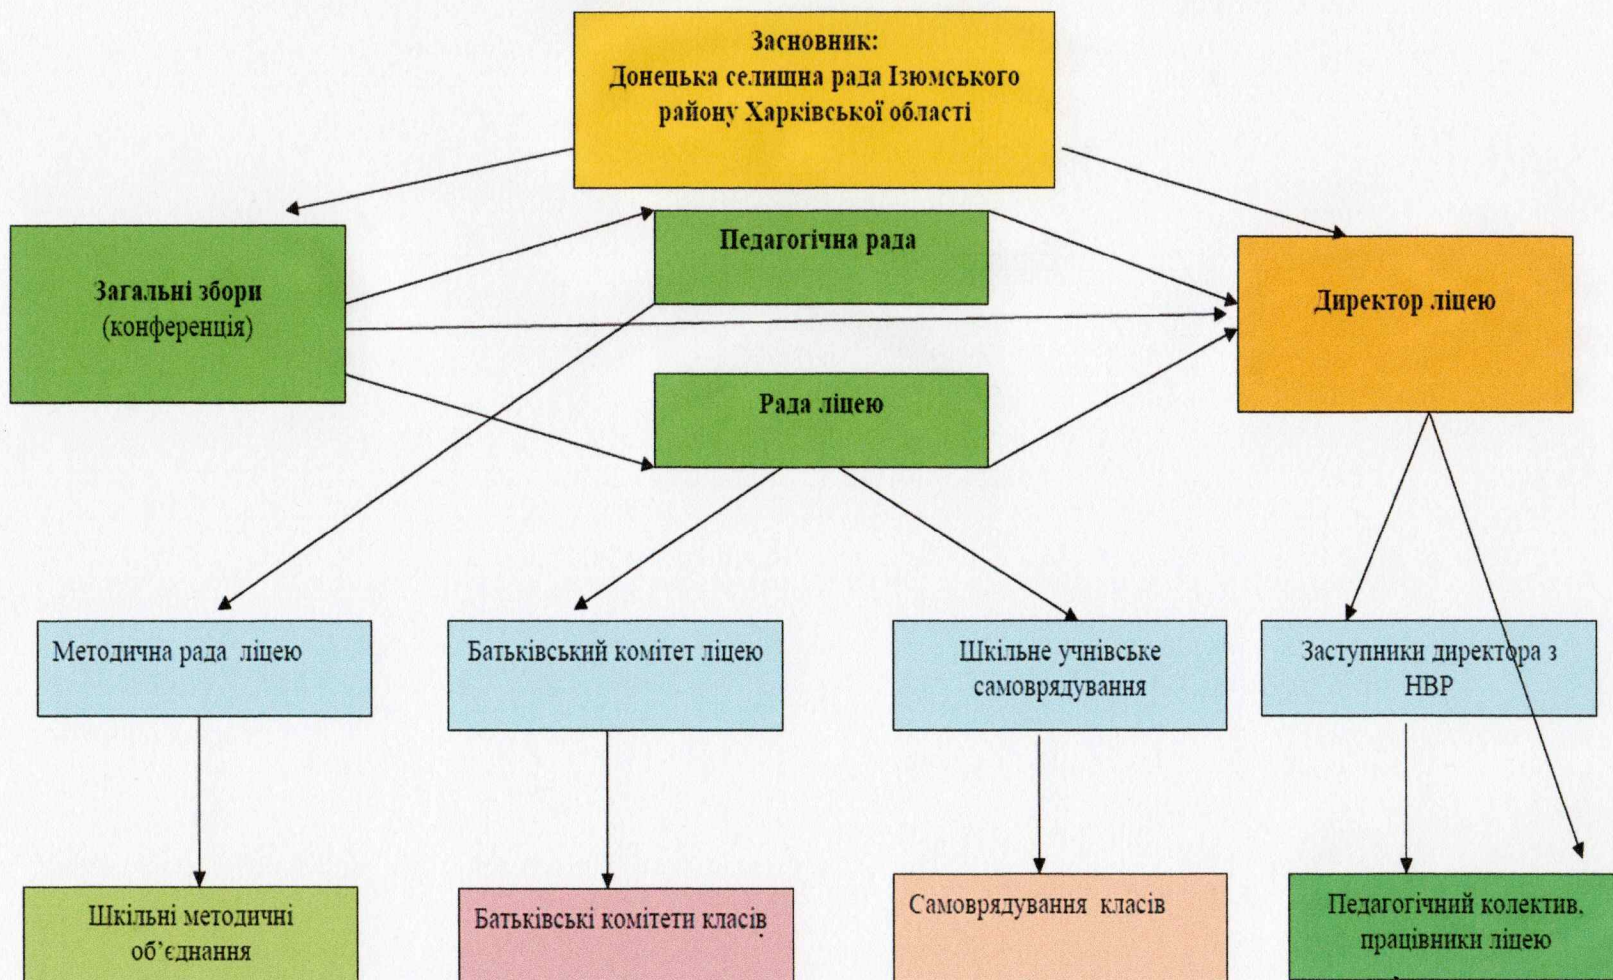 Засновник:
Донецька селишна рада Ізюмського
району Харківської області
Педагогічна рада
Загальні збори
(конференція)
Директор ліцею
Рада ліцею
Методична рада ліцею
Батьківський комітет ліцею
Шкільне учнівське
самоврядування
Заступники директора з
НВР
Шкільні методичні
об’єднання
Батьківські комітети класів
Самоврядування класів
Педагогічний колектив.
працівники ліцею